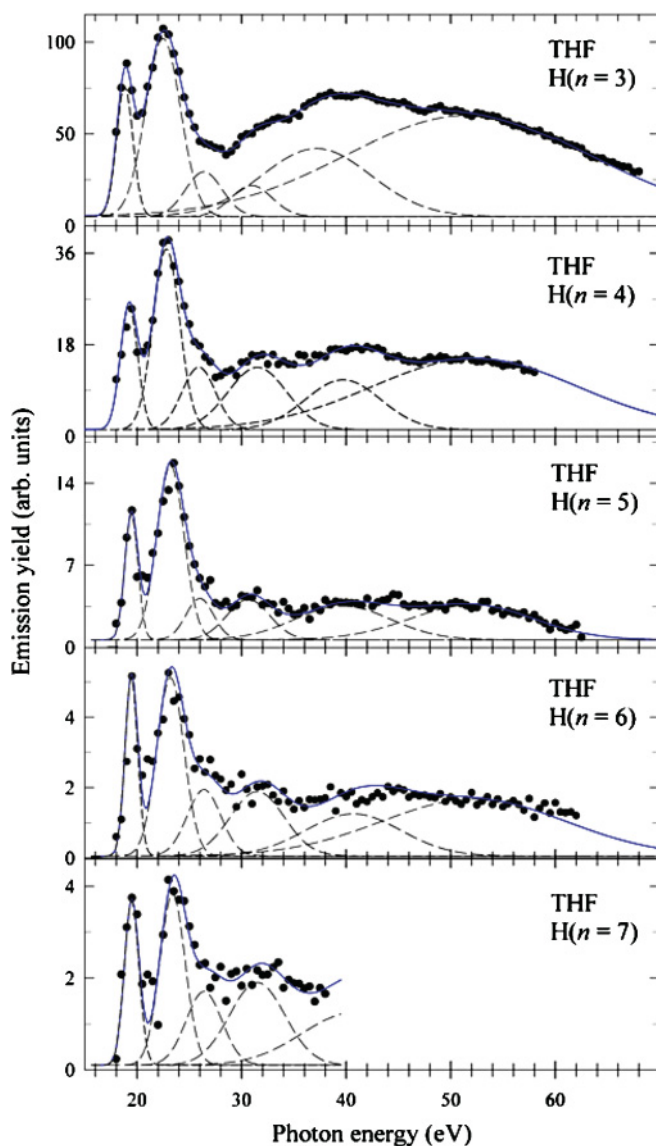 100
50
0
THF
H(n = 3)
36
18
0
THF
H(n = 4)
Emission yield (arb. units)
14
7
0
THF
H(n = 5)
4
2
0
THF
H(n = 6)
4
2
0
THF
H(n = 7)
20 30 40 50 60
Photon energy (eV)